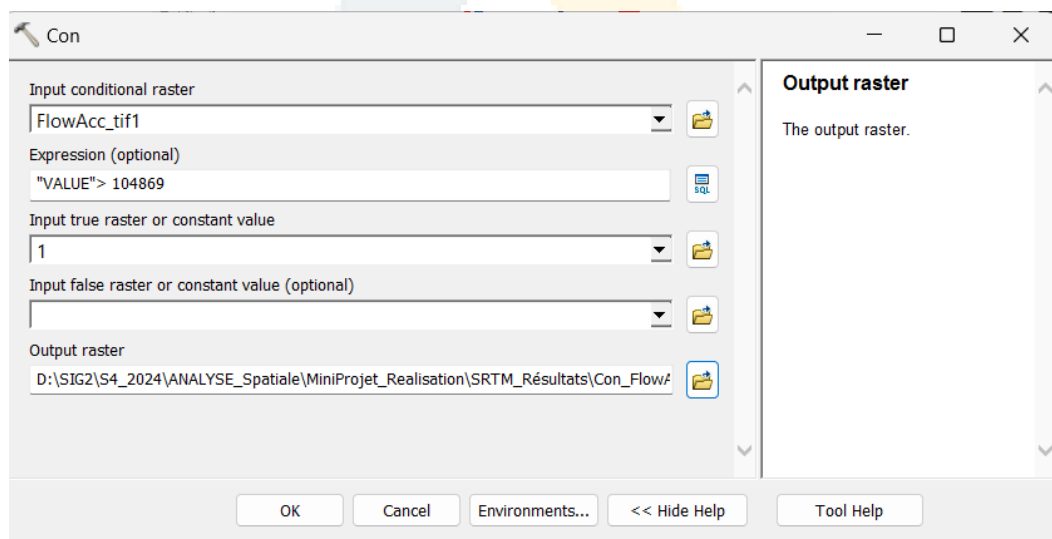 Con
Input conditional raster
FlowAcc_tif1
Expression (optional)
"VALUE"> 104869
SQL
Input true raster or constant value
1
Input false raster or constant value (optional)
Output raster
D:\SIG2\S4_2024\ANALYSE_Spatiale\MiniProjet_Realisation\SRTM_Résultats\Con_FlowA
Output raster
The output raster.
OK
Cancel
Environments...
<< Hide Help
Tool Help